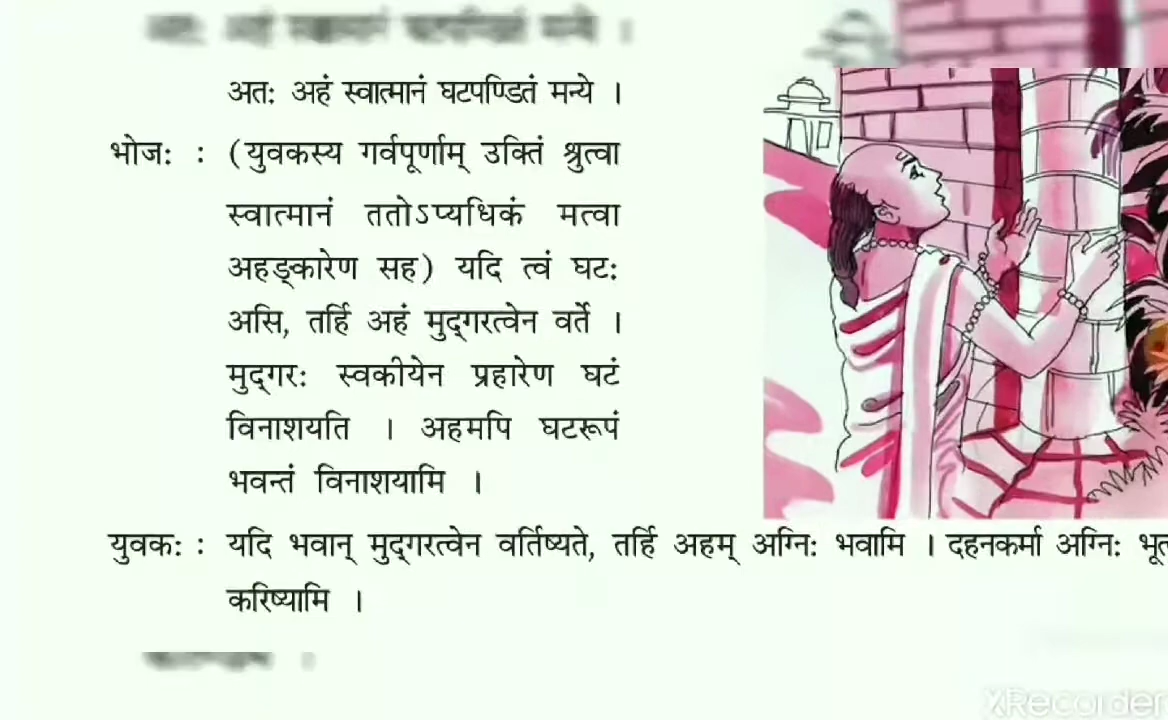 अतः अहं स्वात्मानं घटपण्डितं मन्ये ।
भोजः : (युवकस्य गर्वपूर्णाम् उक्तिं श्रुत्वा
स्वात्मानं ततोऽप्यधिकं मत्वा
अहङ्कारेण सह) यदि त्वं घटः
असि, तर्हि अहं मुद्गरत्वेन वर्ते ।
मुद्गरः स्वकीयेन प्रहारेण घटं
विनाशयति । अहमपि घटरूपं
भवन्तं विनाशयामि ।
युवकः : यदि भवान् मुद्गरत्वेन वर्तिष्यते, तर्हि अहम् अग्निः भवामि । दहनकर्मा अग्निः
करिष्यामि ।
XRecorder